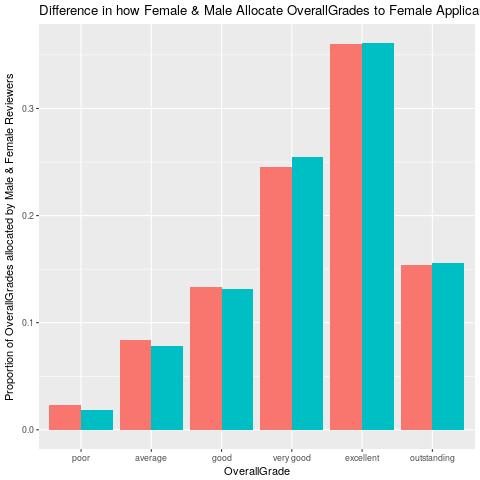 Difference in how Female & Male Allocate OverallGrades to Female Applica
Proportion of OverallGrades allocated by Male & Female Reviewers
0.3
0.2
0.1
0.0
poor average good very good excellent outstanding
OverallGrade